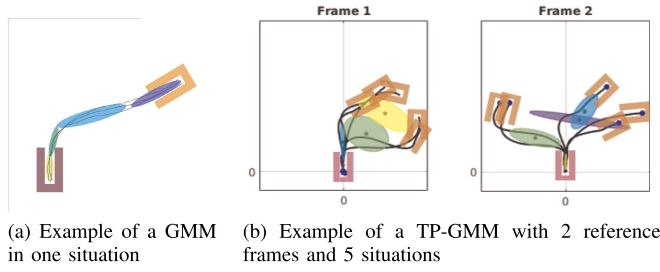 Frame 1
Frame 2
0
0
0
0
(a) Example of a GMM
in one situation
(b) Example of a TP-GMM with 2 reference
frames and 5 situations